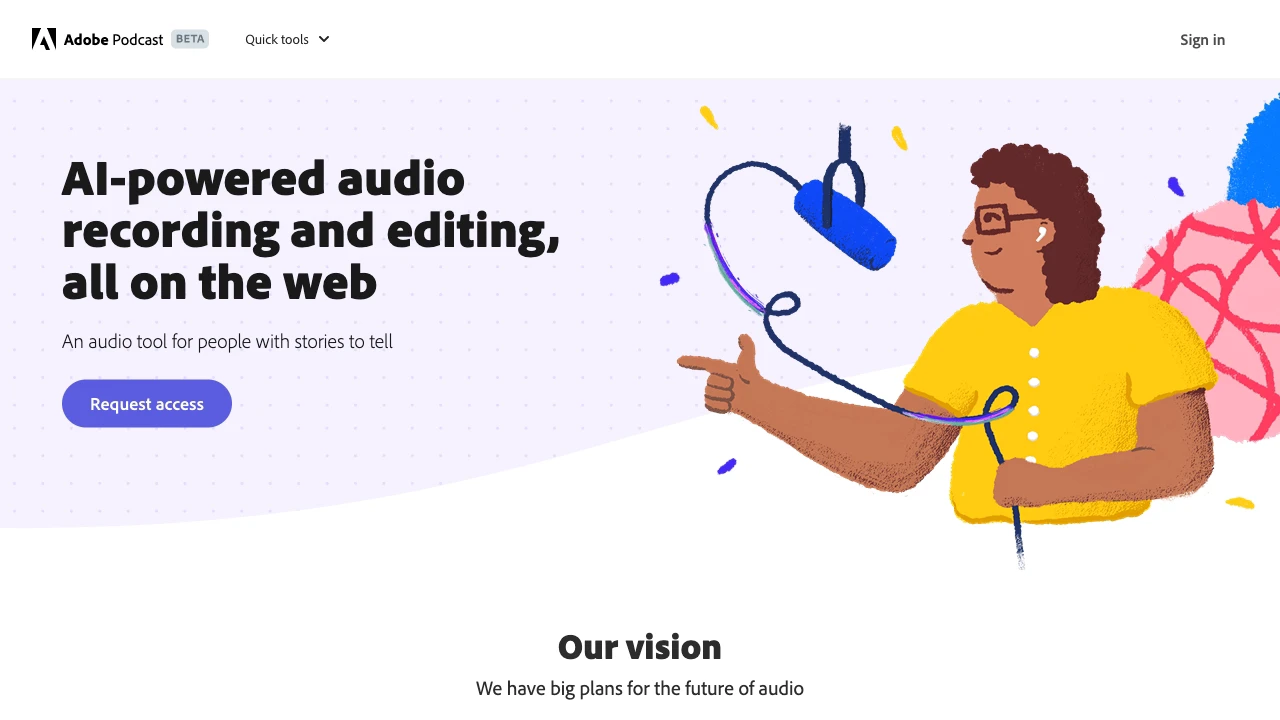 Adobe Podcast BETA Quick tools Sign in
AI-powered audio
recording and editing,
all on the web
An audio tool for people with stories to tell
Request access
Our vision
We have big plans for the future of audio